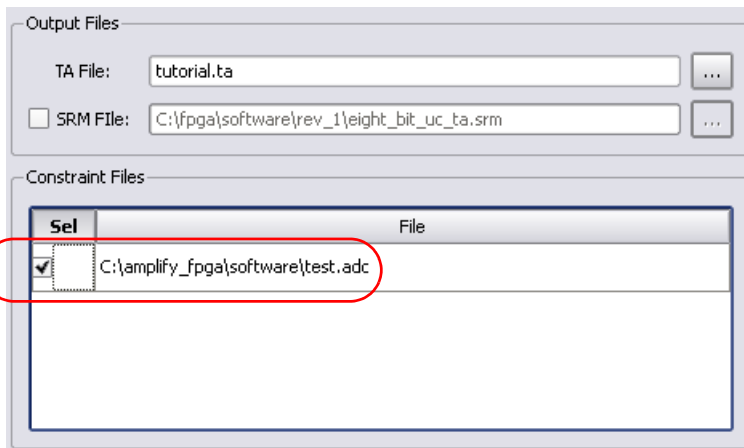 Output Files
TA File: tutorial.ta ...
SRM FIle: C:\fpga\software\rev_1\eight_bit_uc_ta.srm ...
Constraint Files
Sel File
C:\amplify_fpga\software\test.adc